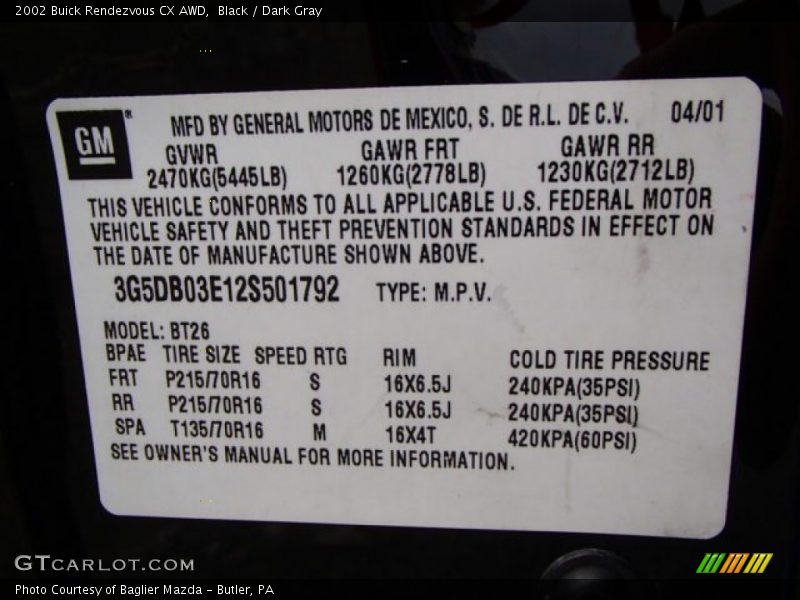 2002 Buick Rendezvous CX AWD,  Black / Dark Gray
GM®
MFD BY GENERAL MOTORS DE MEXICO, S. DE R.L. DE C.V. 04/01
GVWR GAWR FRT GAWR RR
2470KG(5445LB) 1260KG(2778LB) 1230KG(2712LB)
THIS VEHICLE CONFORMS TO ALL APPLICABLE U.S. FEDERAL MOTOR
VEHICLE SAFETY AND THEFT PREVENTION STANDARDS IN EFFECT ON
THE DATE OF MANUFACTURE SHOWN ABOVE.
3G5DB03E12S501792 TYPE: M.P.V.
MODEL: BT26
BPAE TIRE SIZE SPEED RTG RIM COLD TIRE PRESSURE
FRT P215/70R16 S 16X6.5J 240KPA(35PSI)
RR P215/70R16 S 16X6.5J 240KPA(35PSI)
SPA T135/70R16 M 16X4T 420KPA(60PSI)
SEE OWNER'S MANUAL FOR MORE INFORMATION.
GTCARLOT.COM
Photo Courtesy of Baglier Mazda - Butler, PA